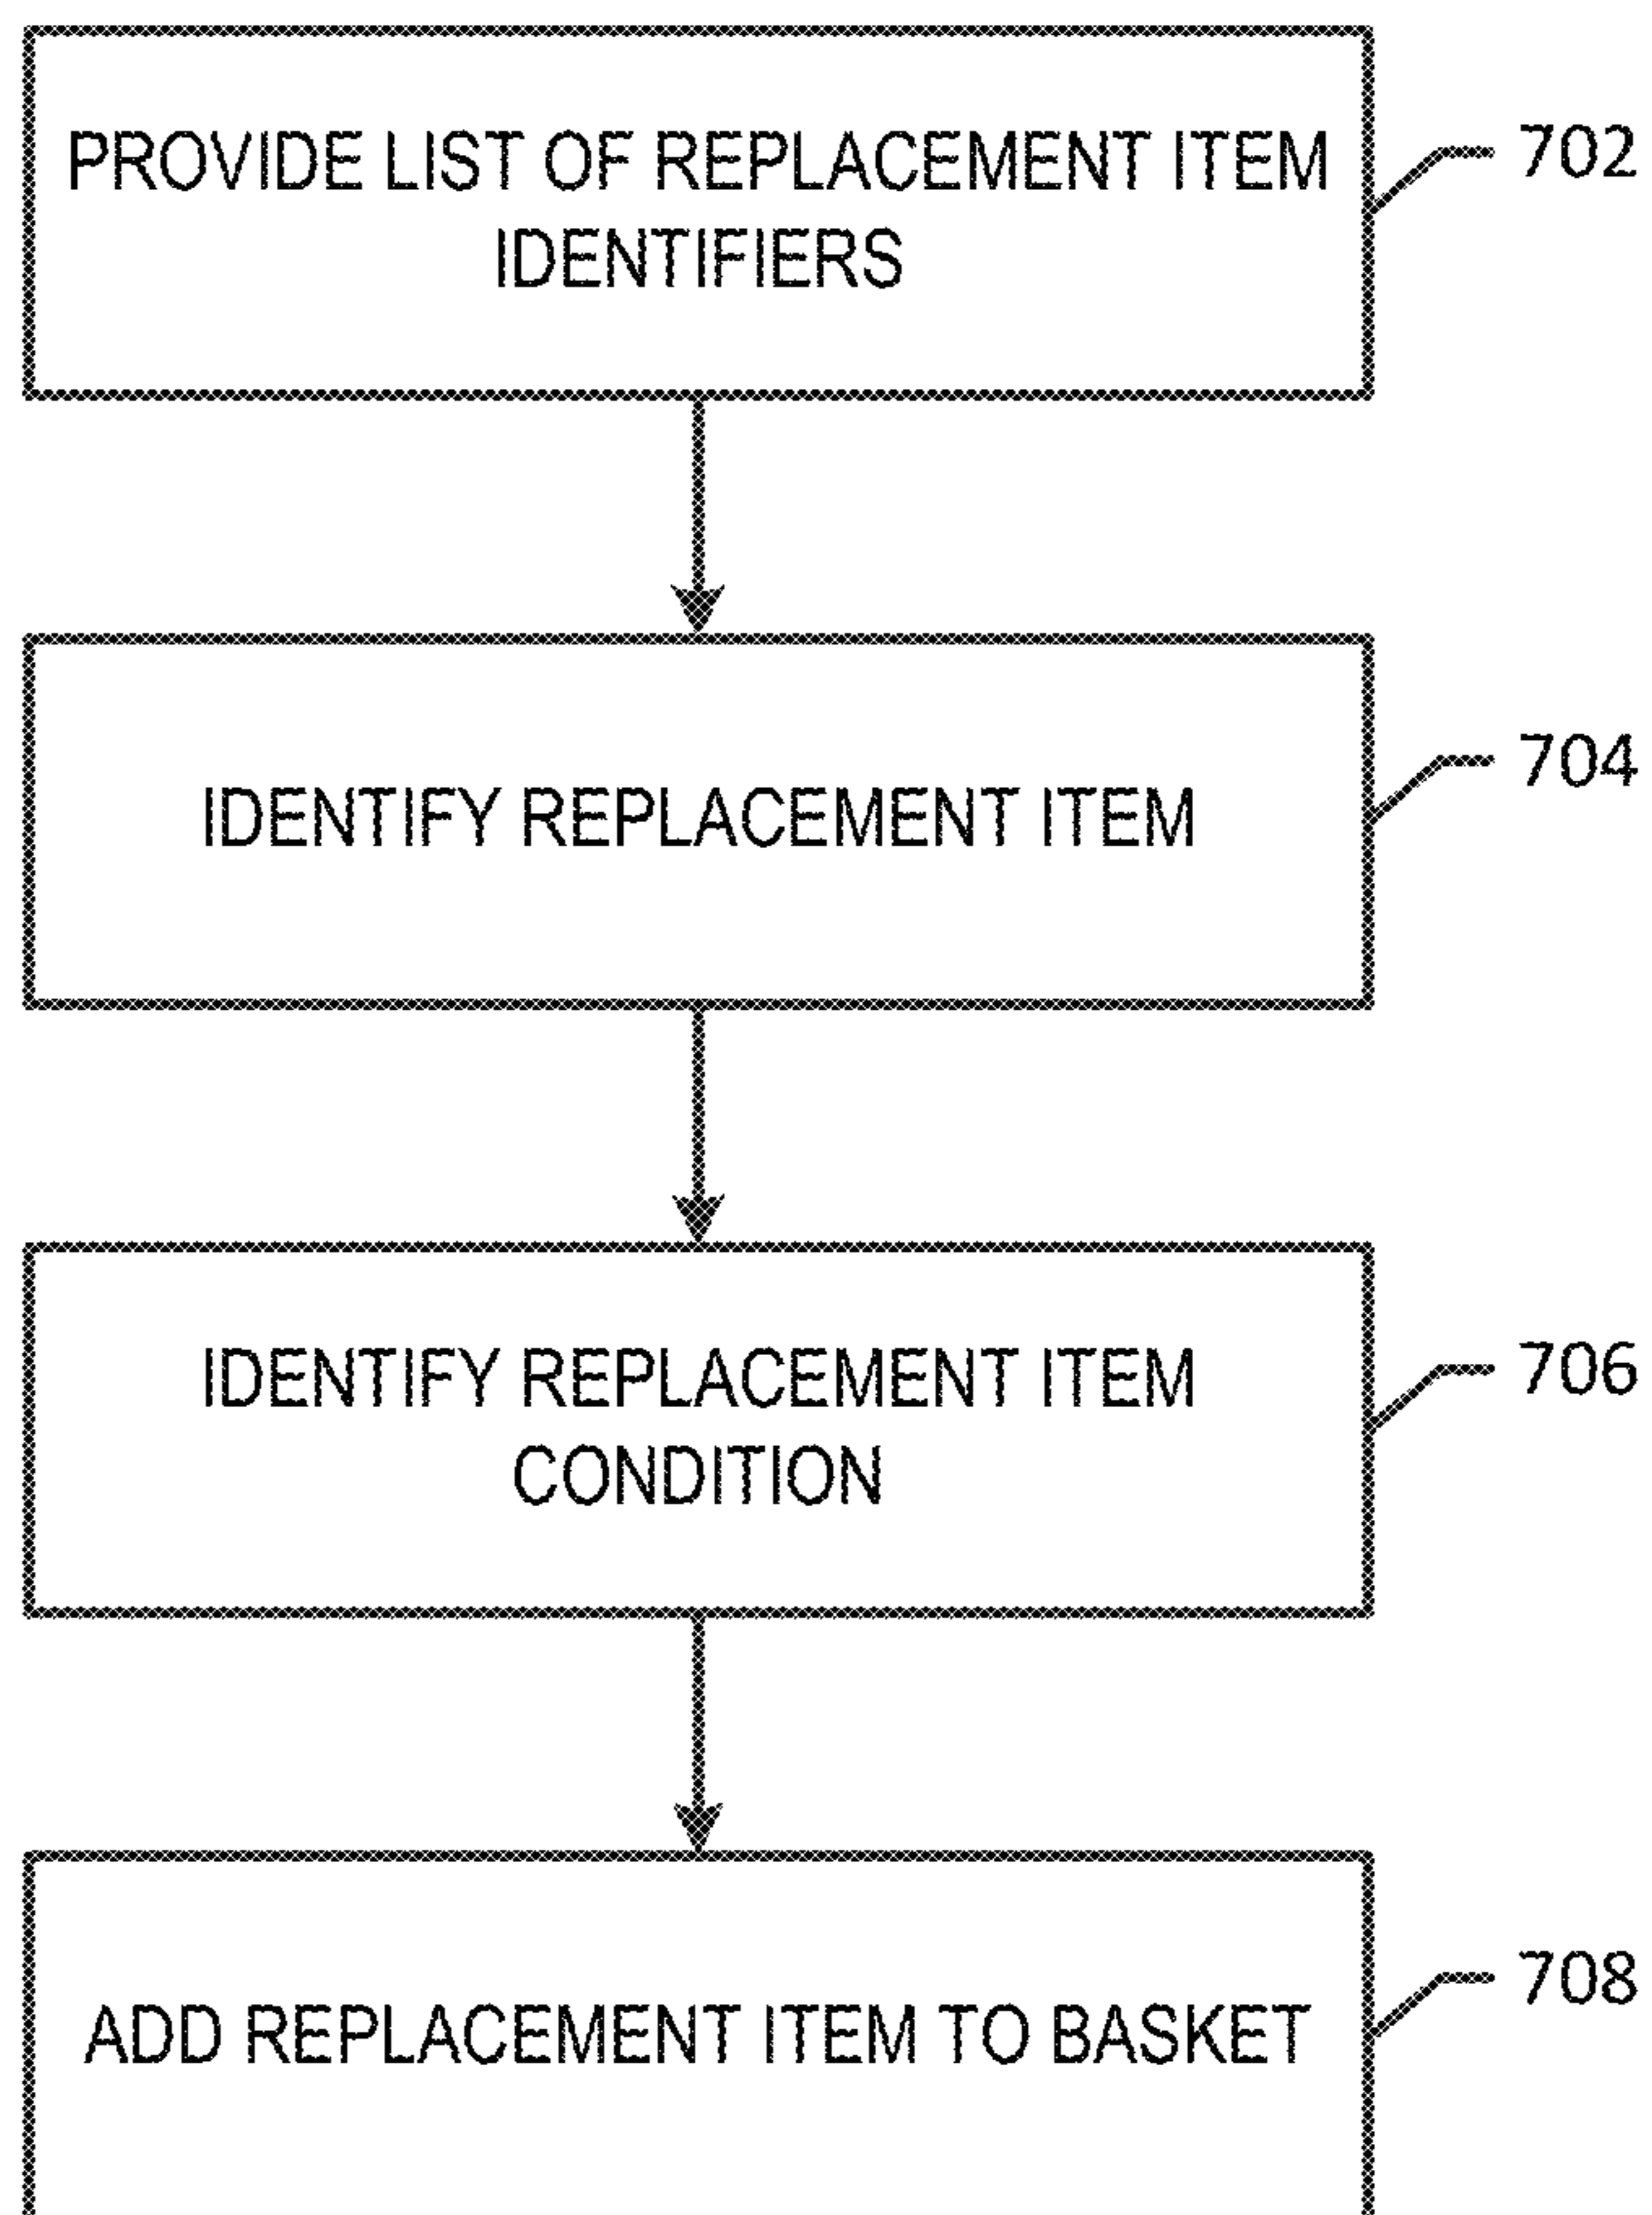 PROVIDE LIST OF REPLACEMENT ITEM
IDENTIFIERS
702
IDENTIFY REPLACEMENT ITEM
704
IDENTIFY REPLACEMENT ITEM
CONDITION
706
ADD REPLACEMENT ITEM TO BASKET
708